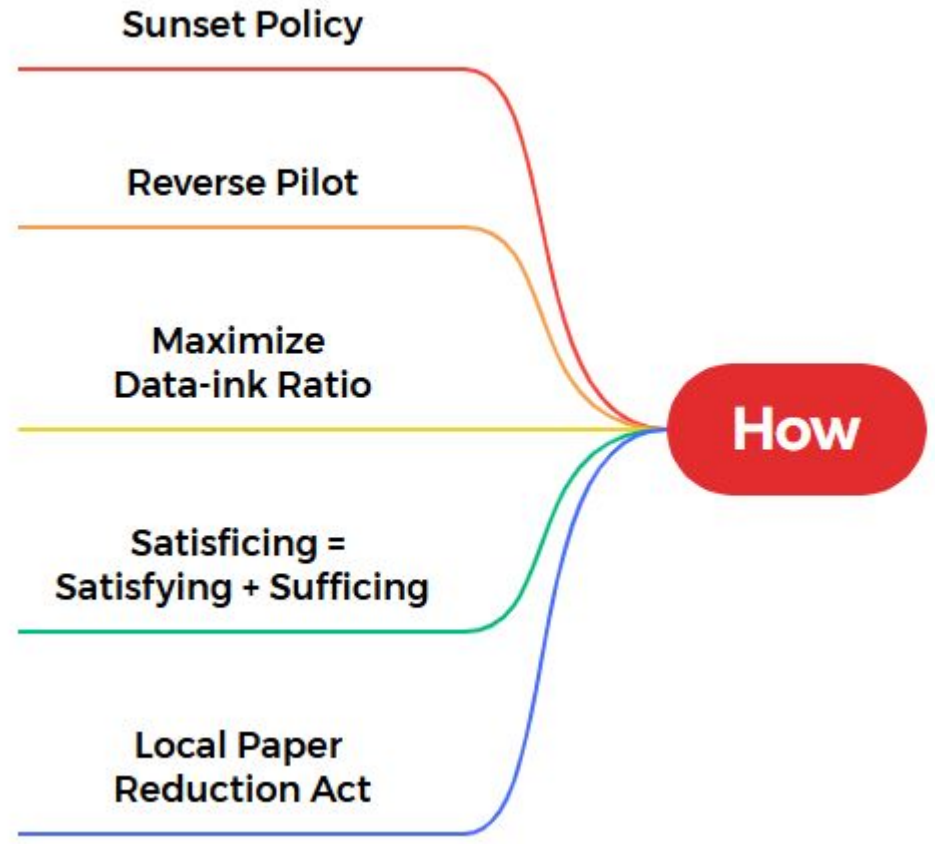 Sunset Policy
Reverse Pilot
Maximize
Data-ink Ratio
How
Satisficing =
Satisfying + Sufficing
Local Paper
Reduction Act